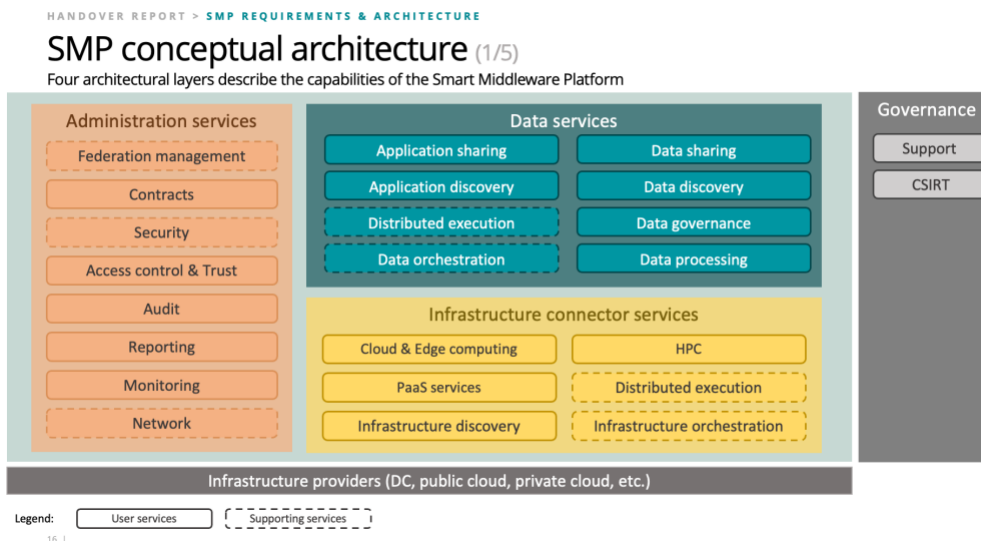 HANDOVER REPORT > SMP REQUIREMENTS & ARCHITECTURE
SMP conceptual architecture (1/5)
Four architectural layers describe the capabilities of the Smart Middleware Platform
Administration services
Federation management
Contracts
Security
Access control & Trust
Audit
Reporting
Monitoring
Network
Data services
Application sharing
Data sharing
Application discovery
Data discovery
Distributed execution
Data governance
Data orchestration
Data processing
Infrastructure connector services
Cloud & Edge computing
HPC
PaaS services
Distributed execution
Infrastructure discovery
Infrastructure orchestration
Governance
Support
CSIRT
Infrastructure providers (DC, public cloud, private cloud, etc.)
Legend:
User services
Supporting services
16 |